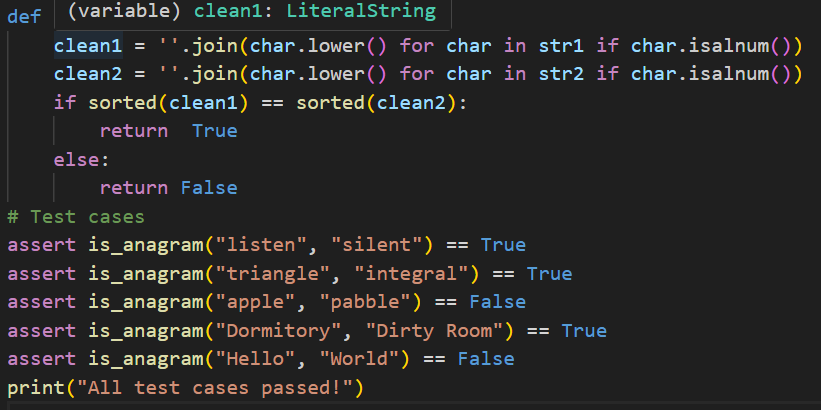 def (variable) clean1: LiteralString
    clean1 = ''.join(char.lower() for char in str1 if char.isalnum())
    clean2 = ''.join(char.lower() for char in str2 if char.isalnum())
    if sorted(clean1) == sorted(clean2):
        return  True
    else:
        return False
# Test cases
assert is_anagram("listen", "silent") == True
assert is_anagram("triangle", "integral") == True
assert is_anagram("apple", "pabble") == False
assert is_anagram("Dormitory", "Dirty Room") == True
assert is_anagram("Hello", "World") == False
print("All test cases passed!")